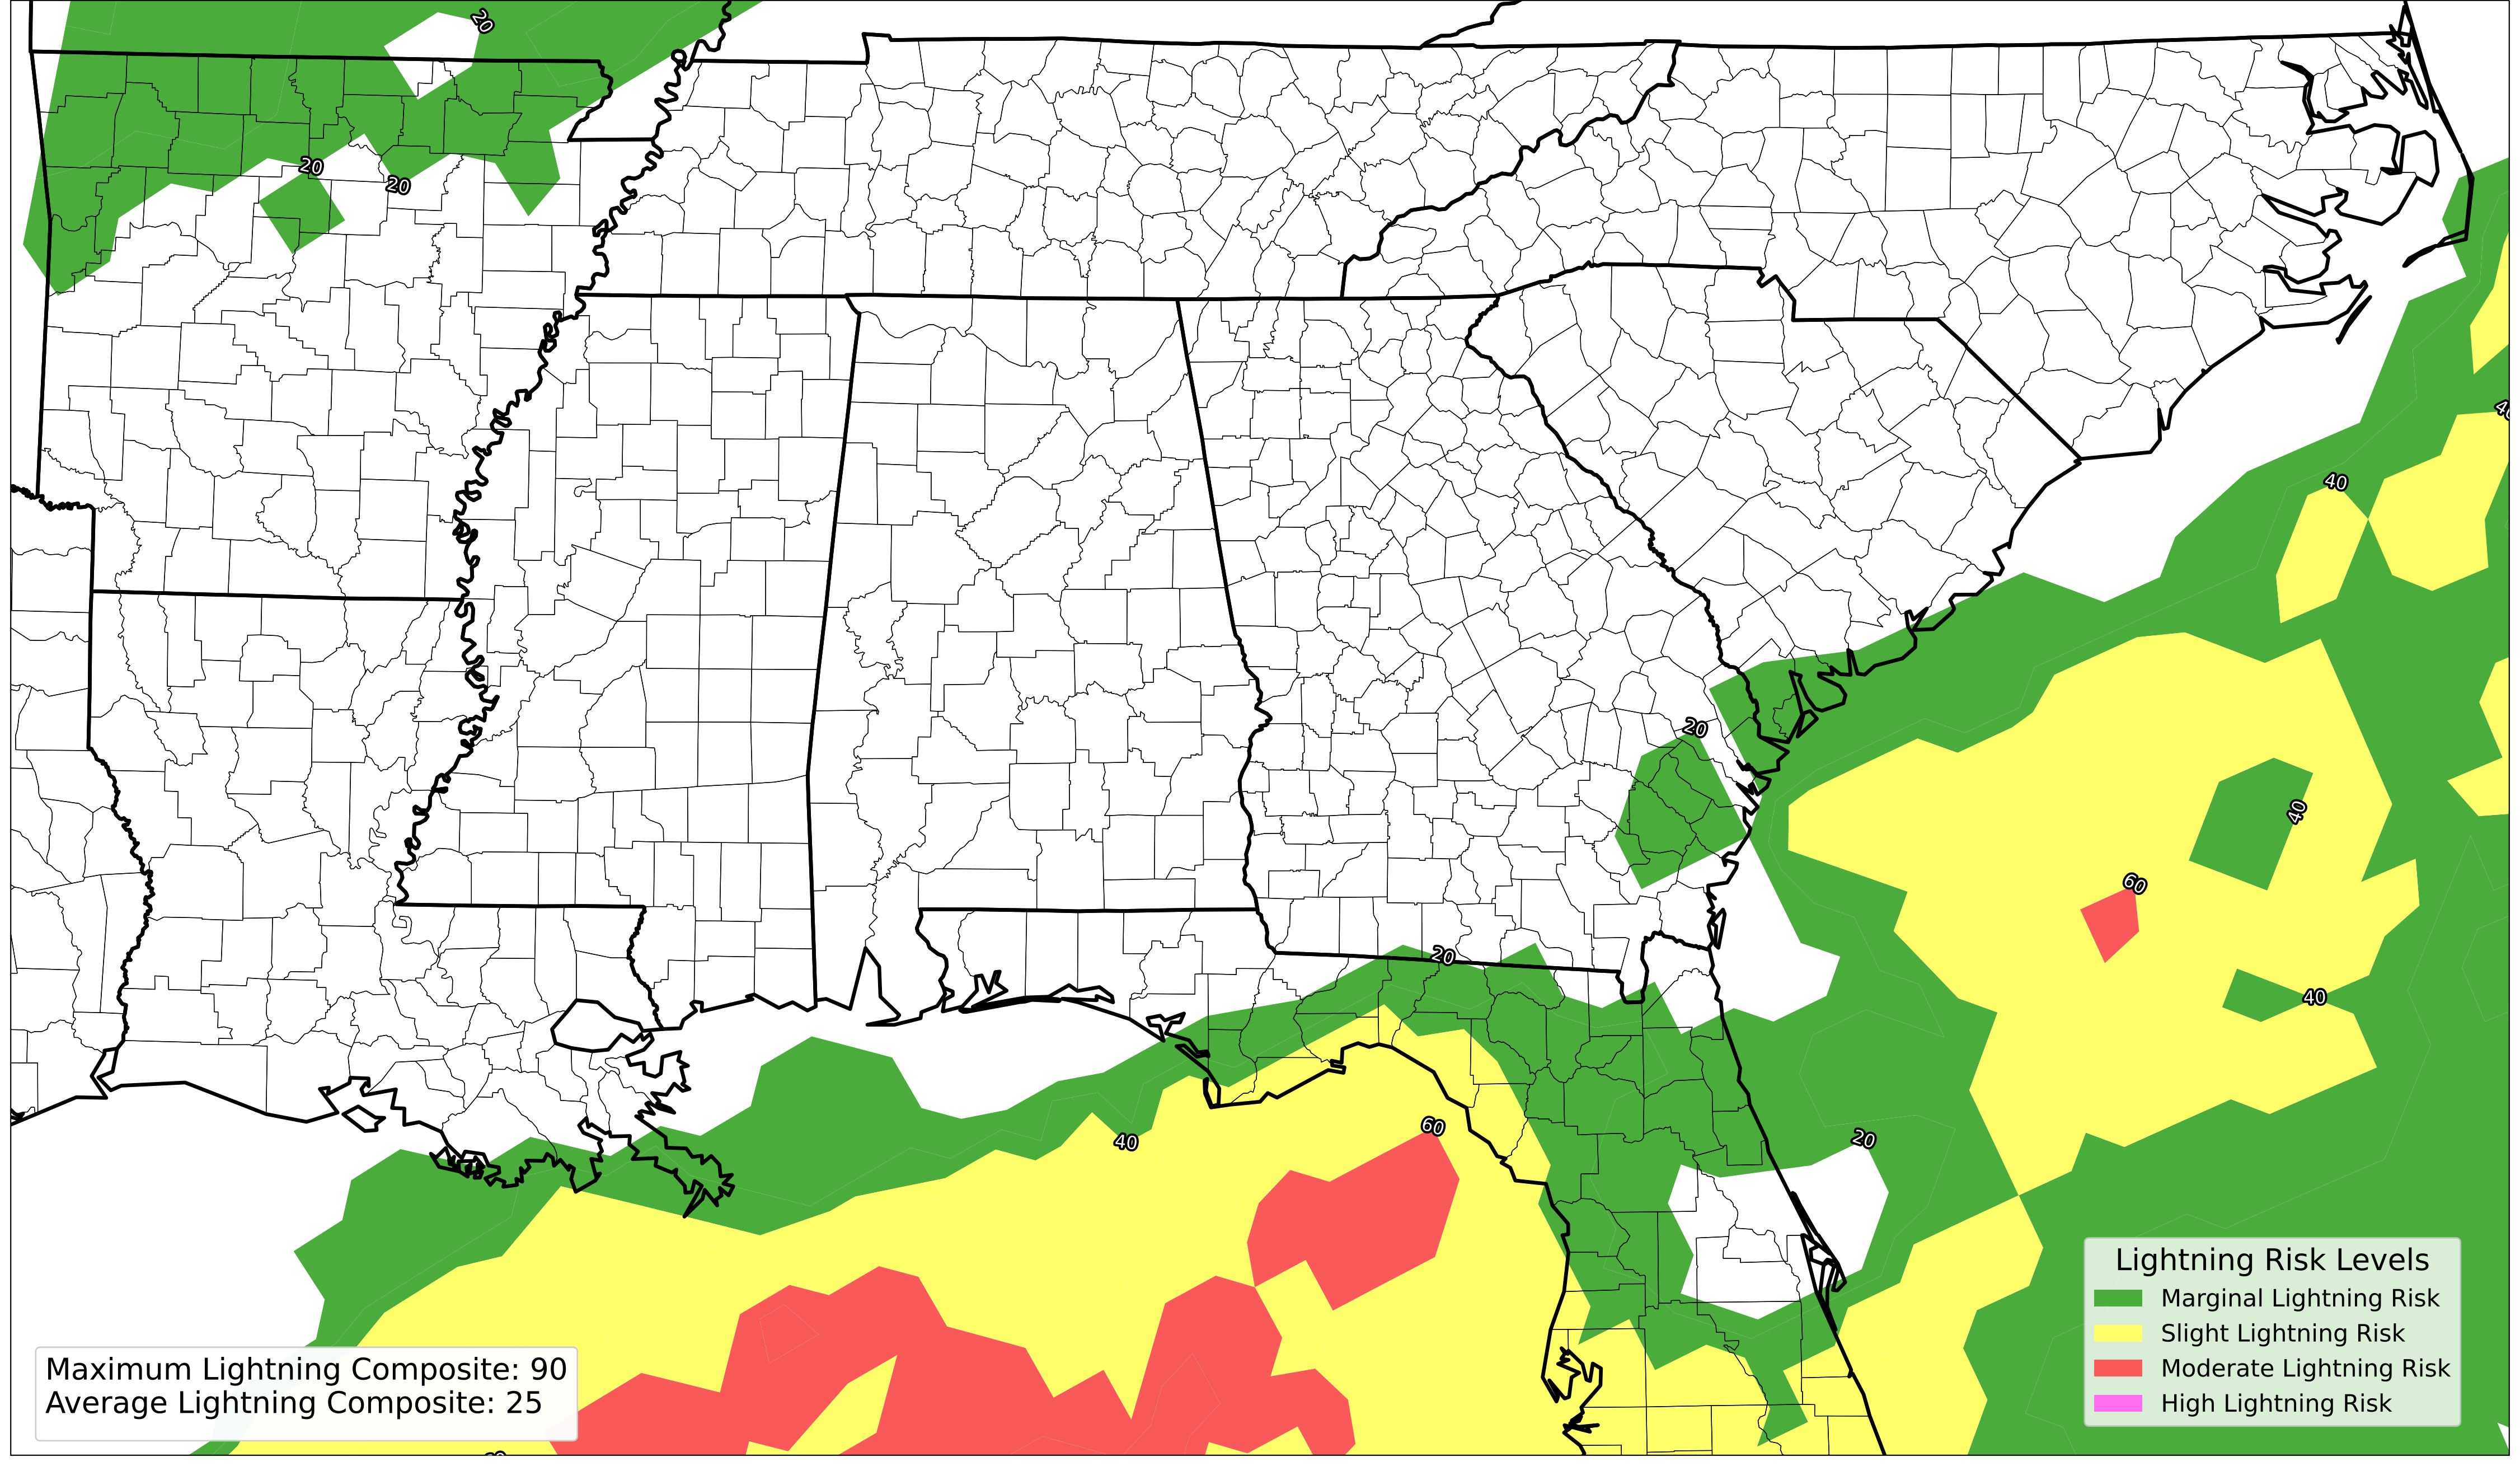 20
20
20
40
40
20
40
60
20
40
60
40
20
Lightning Risk Levels
Marginal Lightning Risk
Slight Lightning Risk
Moderate Lightning Risk
High Lightning Risk
Maximum Lightning Composite: 90
Average Lightning Composite: 25